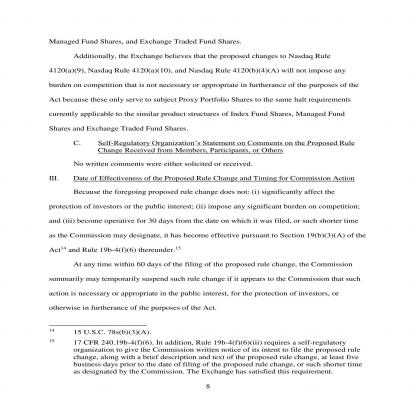 Managed Fund Shares, and Exchange Traded Fund Shares.
Additionally, the Exchange believes that the proposed changes to Nasdaq Rule
4120(a)(9), Nasdaq Rule 4120(a)(10), and Nasdaq Rule 4120(b)(4)(A) will not impose any
burden on competition that is not necessary or appropriate in furtherance of the purposes of the
Act because these only serve to subject Proxy Portfolio Shares to the same halt requirements
currently applicable to the similar product structures of Index Fund Shares, Managed Fund
Shares and Exchange Traded Fund Shares.
C. Self-Regulatory Organization's Statement on Comments on the Proposed Rule
Change Received from Members, Participants, or Others
No written comments were either solicited or received.
III. Date of Effectiveness of the Proposed Rule Change and Timing for Commission Action
Because the foregoing proposed rule change does not: (i) significantly affect the
protection of investors or the public interest; (ii) impose any significant burden on competition;
and (iii) become operative for 30 days from the date on which it was filed, or such shorter time
as the Commission may designate, it has become effective pursuant to Section 19(b)(3)(A) of the
Act14 and Rule 19b-4(f)(6) thereunder.15
At any time within 60 days of the filing of the proposed rule change, the Commission
summarily may temporarily suspend such rule change if it appears to the Commission that such
action is necessary or appropriate in the public interest, for the protection of investors, or
otherwise in furtherance of the purposes of the Act.
14 15 U.S.C. 78s(b)(3)(A).
15 17 CFR 240.19b-4(f)(6). In addition, Rule 19b-4(f)(6)(iii) requires a self-regulatory
organization to give the Commission written notice of its intent to file the proposed rule
change, along with a brief description and text of the proposed rule change, at least five
business days prior to the date of filing of the proposed rule change, or such shorter time
as designated by the Commission. The Exchange has satisfied this requirement.
8